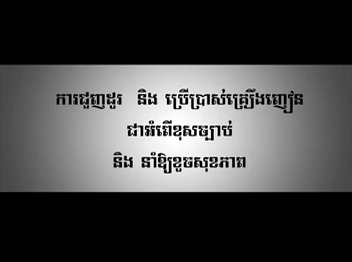 ការជួញដូរ និង ប្រើប្រាស់គ្រឿងញៀន
ជាអំពើខុសច្បាប់
និង នាំឱ្យខូចសុខភាព